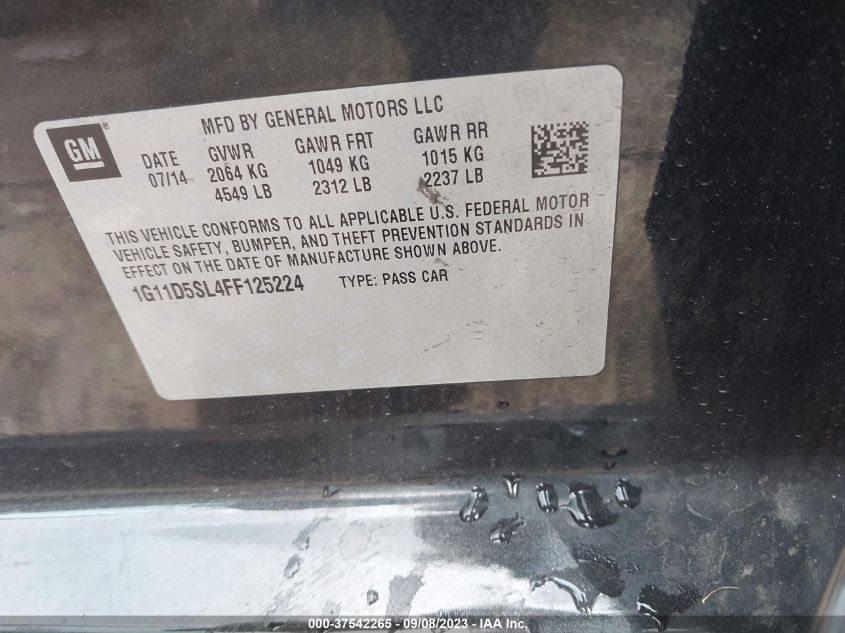 MFD BY GENERAL MOTORS LLC
GM ®
DATE GVWR GAWR FRT GAWR RR
07/14 2064 KG 1049 KG 1015 KG
4549 LB 2312 LB 2237 LB
THIS VEHICLE CONFORMS TO ALL APPLICABLE U.S. FEDERAL MOTOR
VEHICLE SAFETY, BUMPER, AND THEFT PREVENTION STANDARDS IN
EFFECT ON THE DATE OF MANUFACTURE SHOWN ABOVE.
1G11D5SL4FF125224 TYPE: PASS CAR
000-37542265 - 09/08/2023 - IAA Inc.